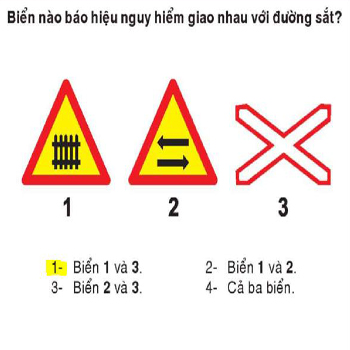 Biển nào báo hiệu nguy hiểm giao nhau với đường sắt?
1 2 3
1- Biển 1 và 3. 2- Biển 1 và 2.
3- Biển 2 và 3. 4- Cả ba biển.